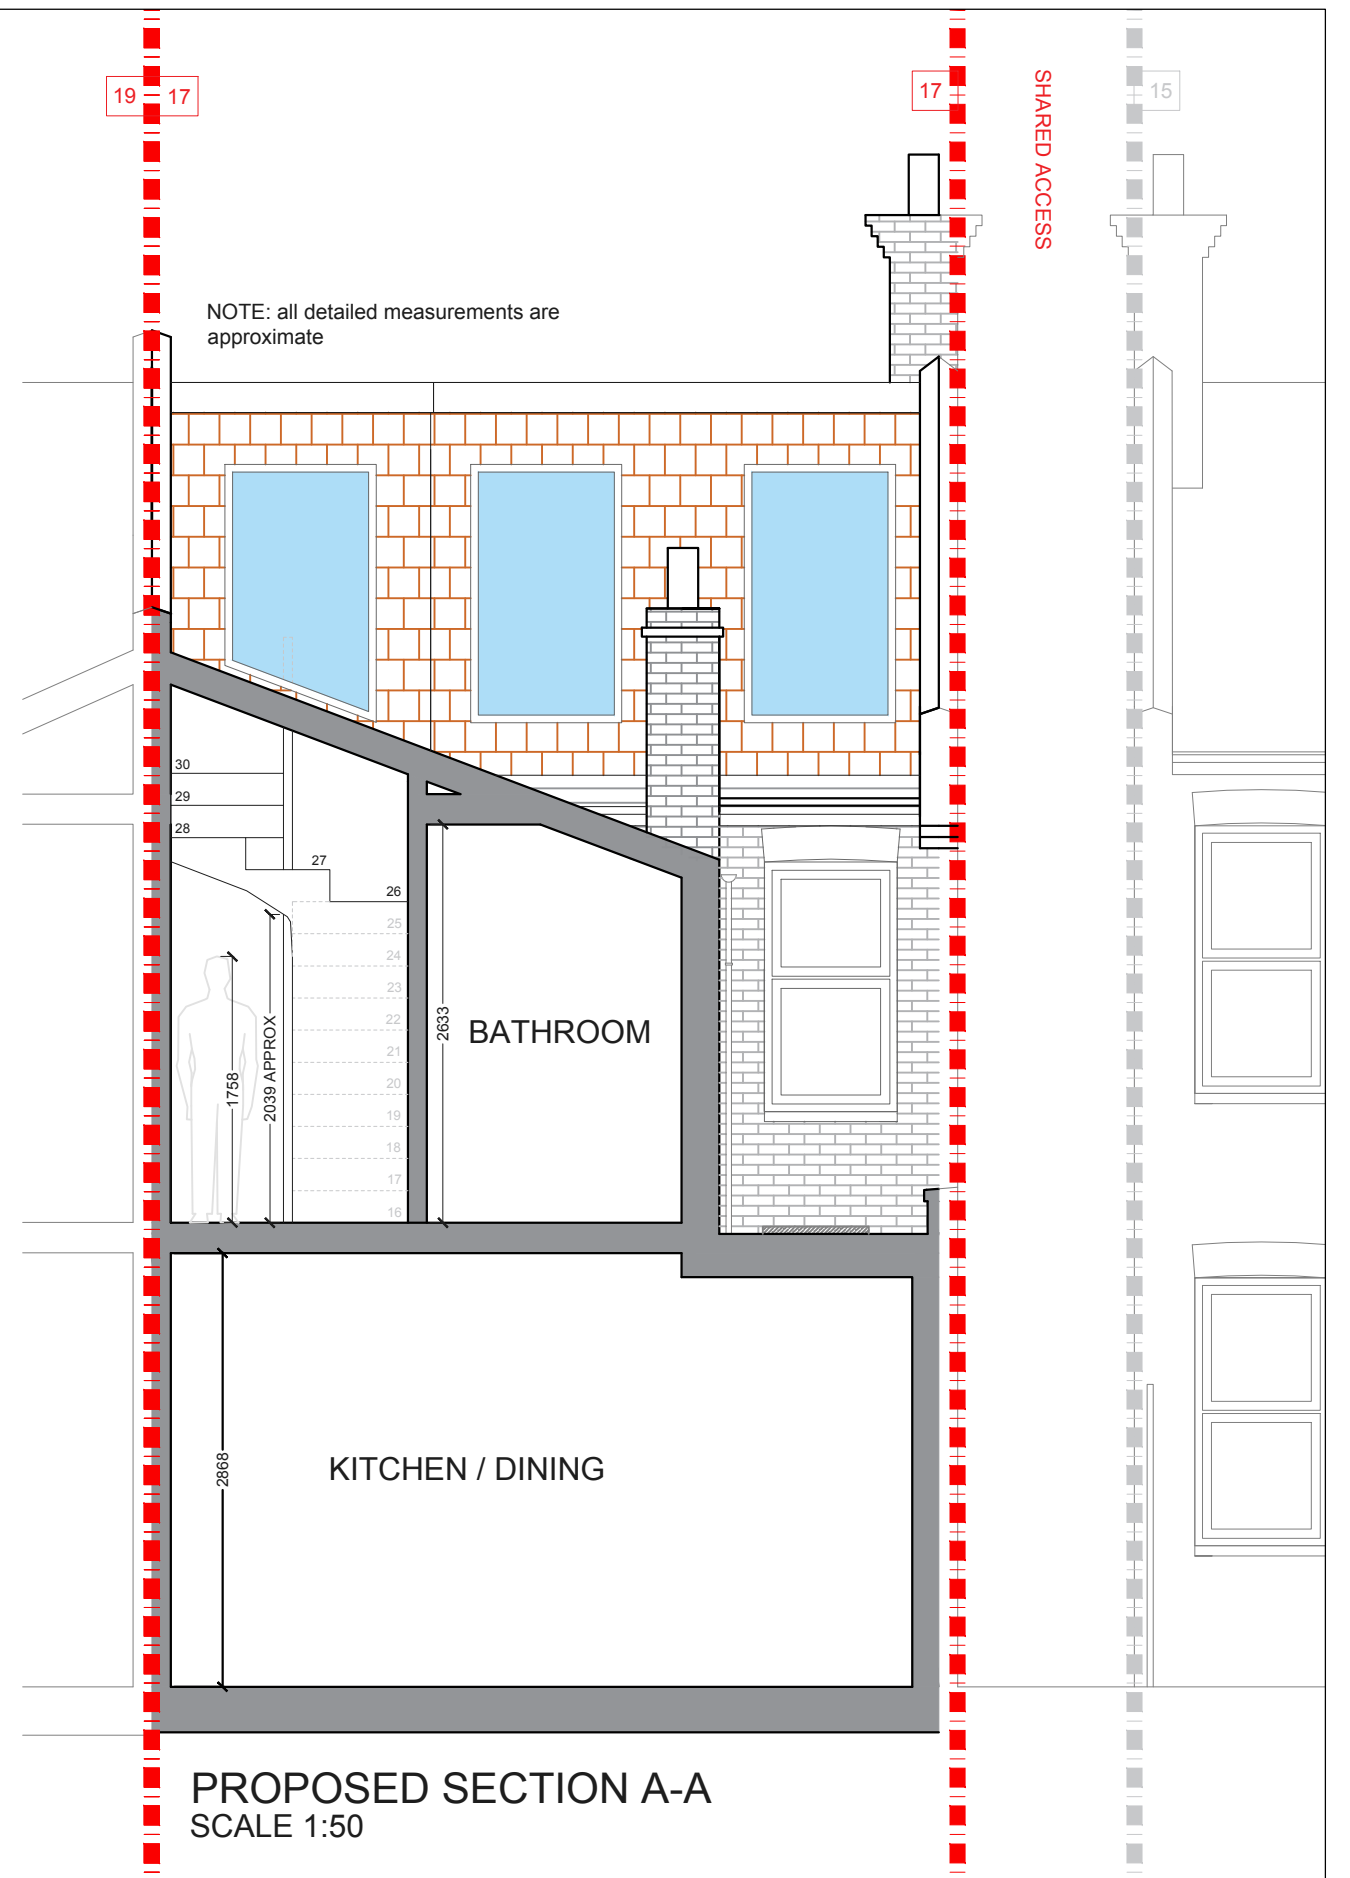 19
17
17
15
SHARED ACCESS
NOTE: all detailed measurements are
approximate
30
29
28
27
26
25
24
23
22
21
20
19
18
17
16
1758
2039 APPROX
2633
BATHROOM
2868
KITCHEN / DINING
PROPOSED SECTION A-A
SCALE 1:50